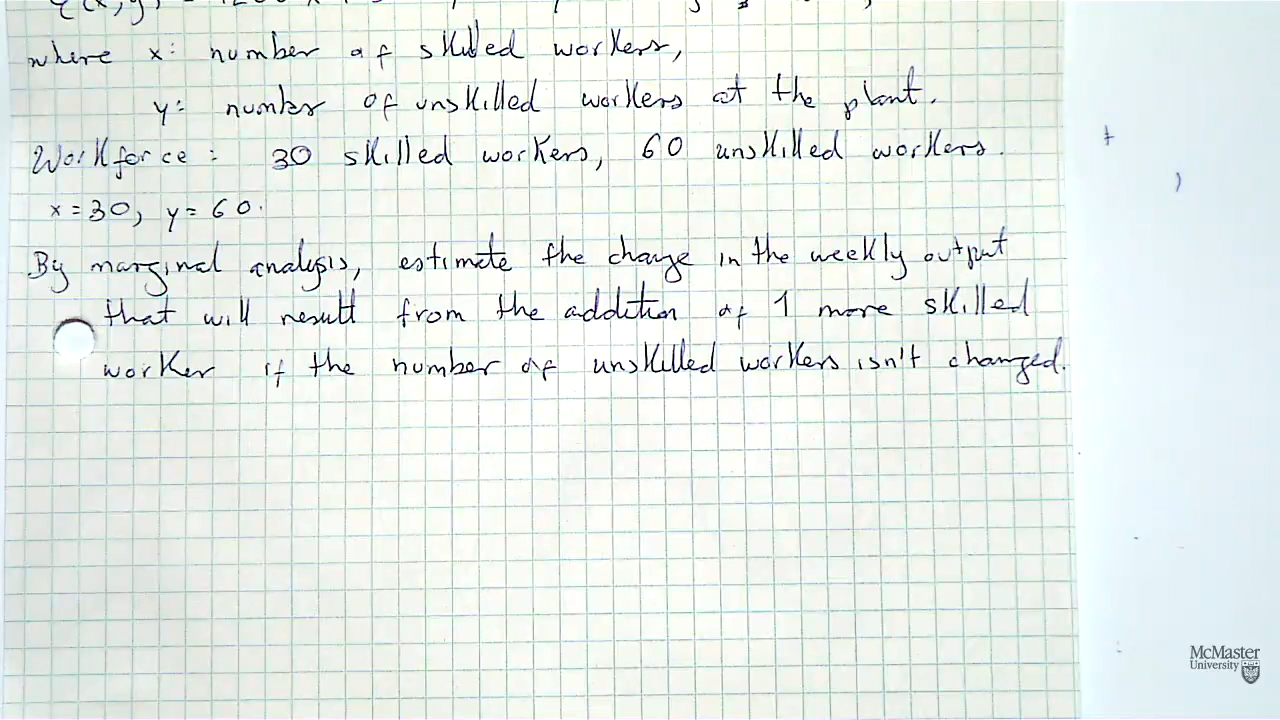 where x: number of skilled workers,
y: number of unskilled workers at the plant.
Workforce: 30 skilled workers, 60 unskilled workers.
x=30, y=60.
By marginal analysis, estimate the change in the weekly output
that will result from the addition of 1 more skilled
worker if the number of unskilled workers isn't changed.
McMaster
University